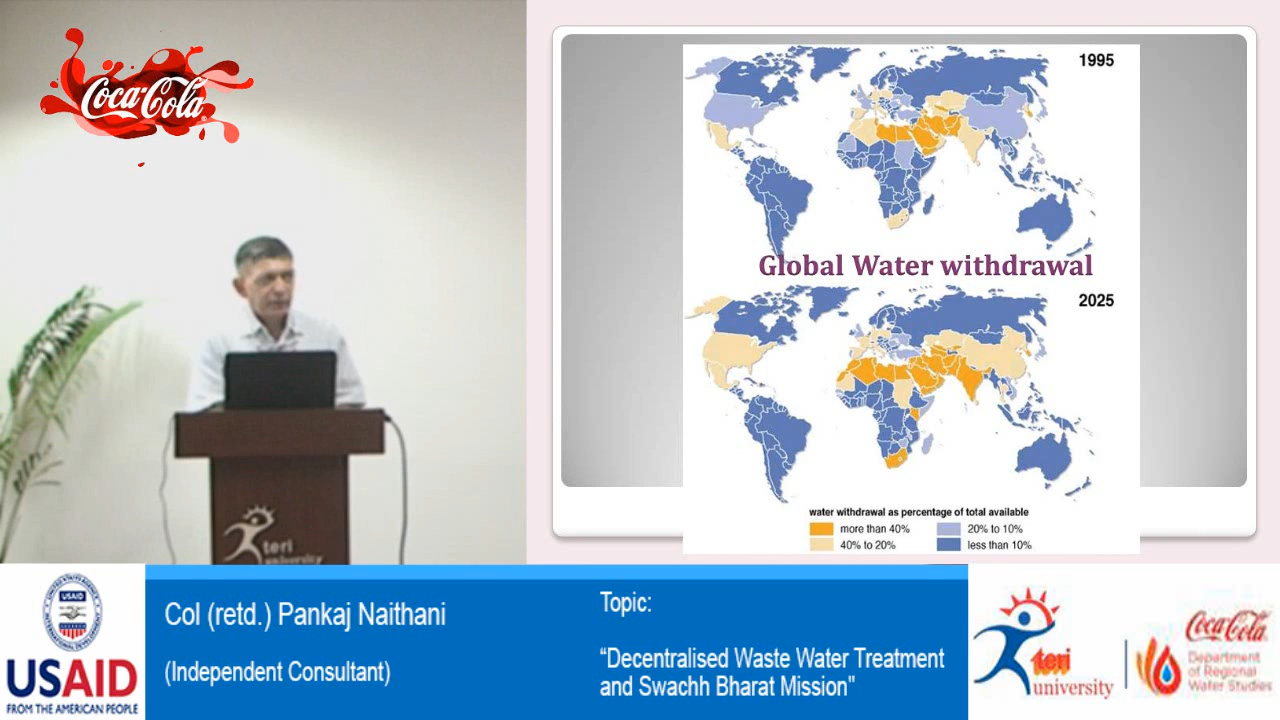 Coca-Cola
teri
university
1995
Global Water withdrawal
2025
water withdrawal as percentage of total available
more than 40%
20% to 10%
40% to 20%
less than 10%
USAID
USAID
FROM THE AMERICAN PEOPLE
Col (retd.) Pankaj Naithani
(Independent Consultant)
Topic:
“Decentralised Waste Water Treatment
and Swachh Bharat Mission"
teri
university
Coca-Cola
Department
of Regional
Water Studies